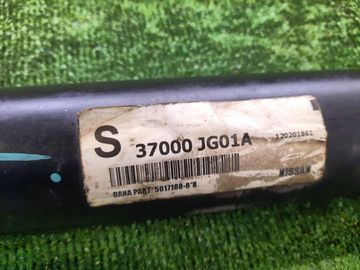 S 37000 JG01A
120201861
DANA PART: 5017168-0'B NISSAN